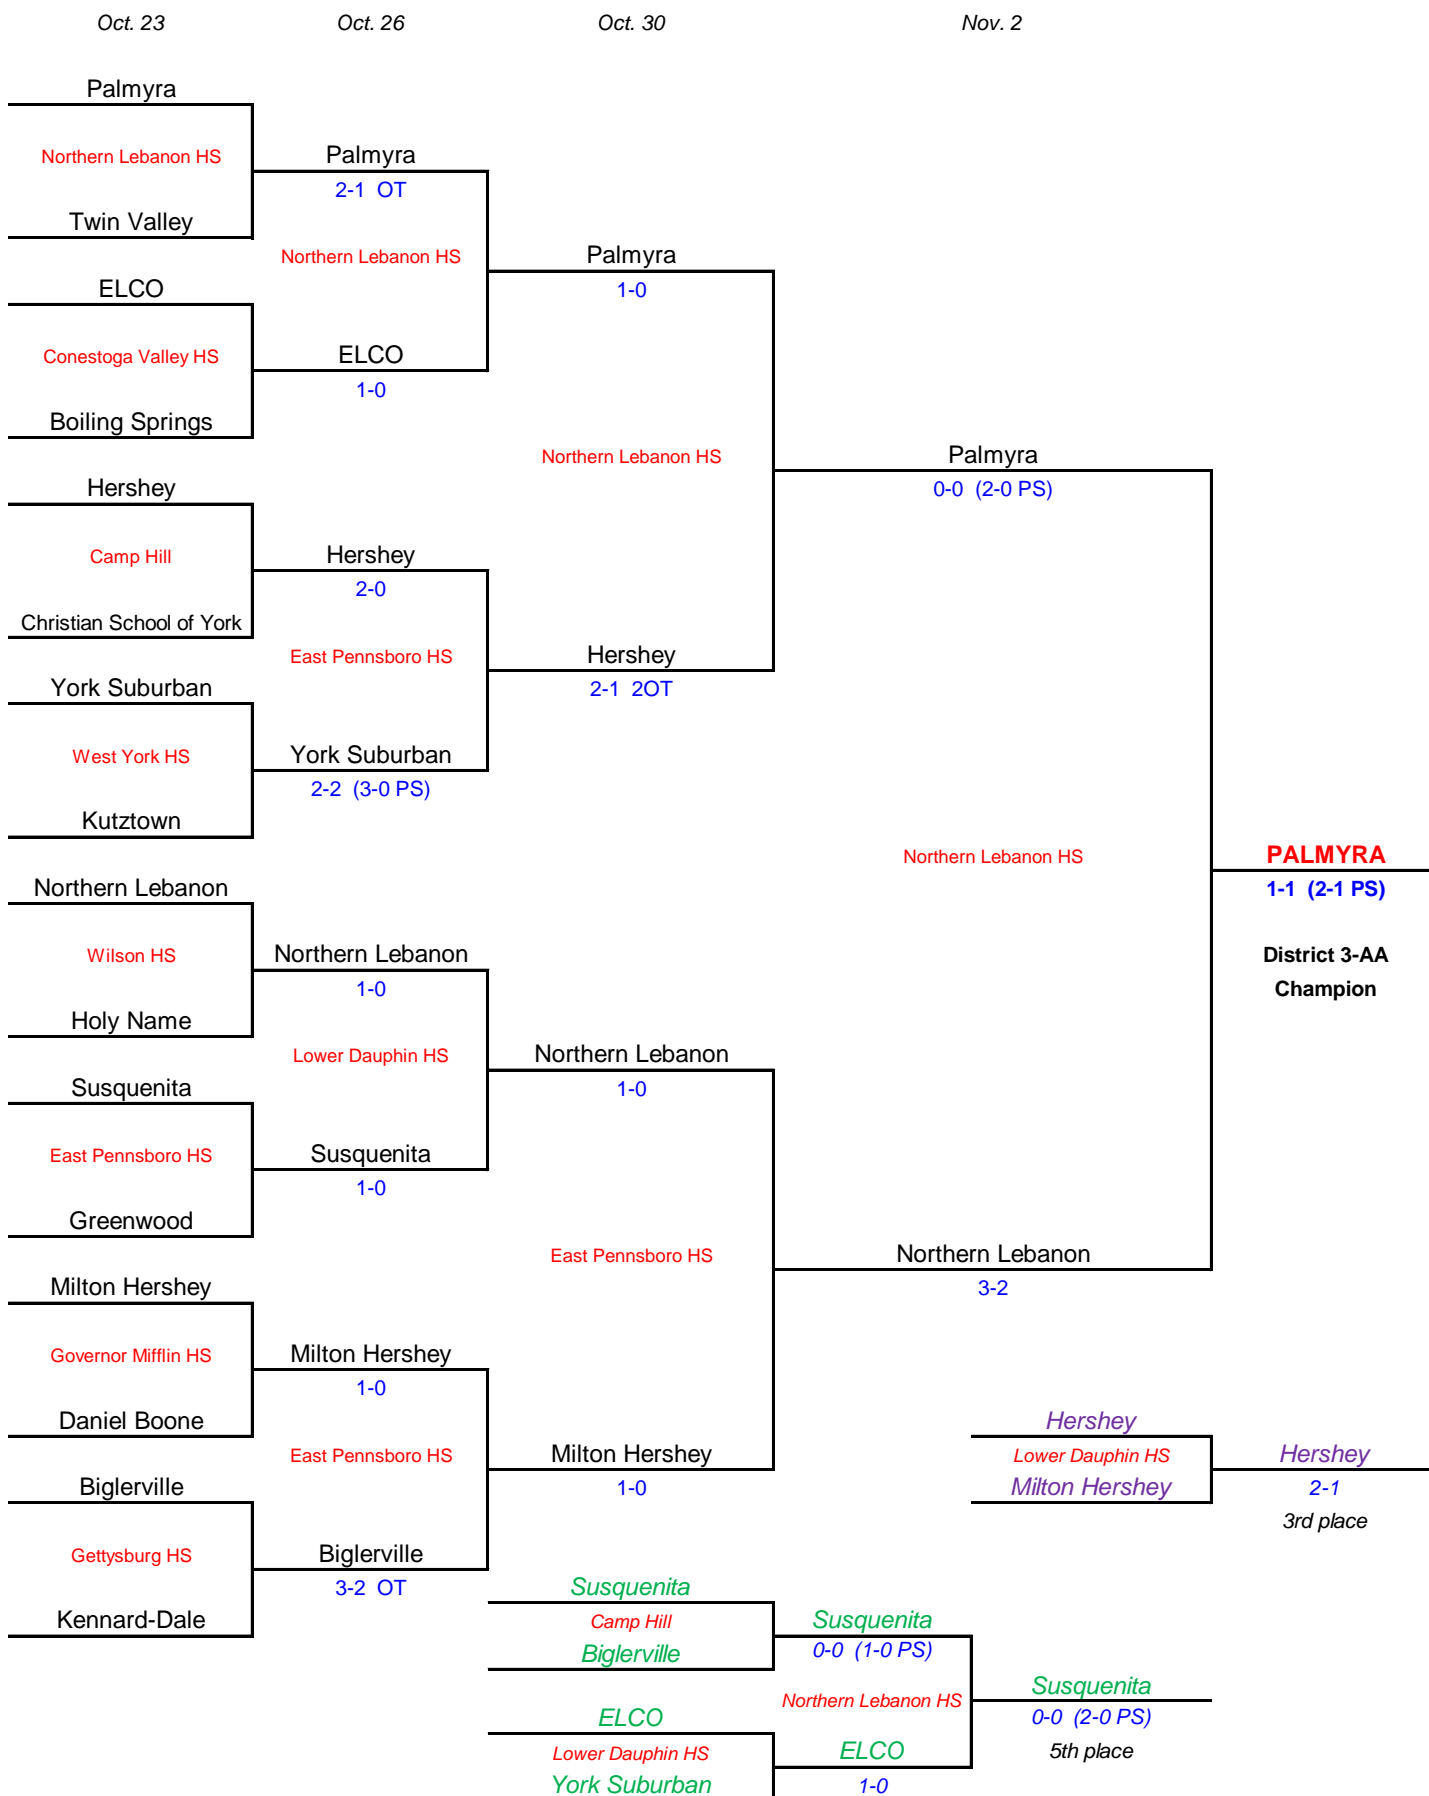 Oct. 23 Oct. 26 Oct. 30 Nov. 2
Palmyra
Northern Lebanon HS Palmyra
2-1 OT
Twin Valley
Northern Lebanon HS Palmyra
ELCO 1-0
Conestoga Valley HS ELCO
1-0
Boiling Springs
Northern Lebanon HS Palmyra
Hershey 0-0 (2-0 PS)
Camp Hill Hershey
2-0
Christian School of York
East Pennsboro HS Hershey
York Suburban 2-1 2OT
West York HS York Suburban
2-2 (3-0 PS)
Kutztown
Northern Lebanon HS PALMYRA
Northern Lebanon 1-1 (2-1 PS)
Wilson HS Northern Lebanon District 3-AA
1-0 Champion
Holy Name
Lower Dauphin HS Northern Lebanon
Susquenita 1-0
East Pennsboro HS Susquenita
1-0
Greenwood
East Pennsboro HS Northern Lebanon
Milton Hershey 3-2
Governor Mifflin HS Milton Hershey
1-0
Daniel Boone Hershey
East Pennsboro HS Milton Hershey Lower Dauphin HS Hershey
Biglerville 1-0 Milton Hershey 2-1
3rd place
Gettysburg HS Biglerville
3-2 OT Susquenita
Kennard-Dale Camp Hill Susquenita
Biglerville 0-0 (1-0 PS)
Northern Lebanon HS Susquenita
ELCO 0-0 (2-0 PS)
Lower Dauphin HS ELCO 5th place
York Suburban 1-0